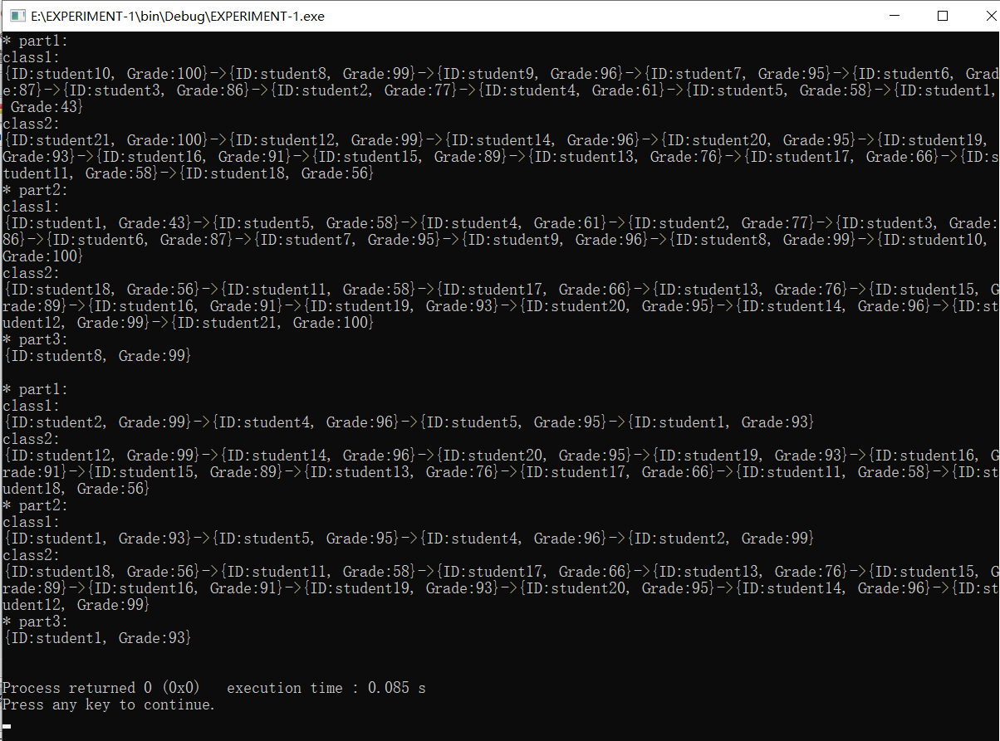 E:\EXPERIMENT-1\bin\Debug\EXPERIMENT-1.exe
* part1:
class1:
{ID:student10, Grade:100}->{ID:student8, Grade:99}->{ID:student9, Grade:96}->{ID:student7, Grade:95}->{ID:student6, Grad
e:87}->{ID:student3, Grade:86}->{ID:student2, Grade:77}->{ID:student4, Grade:61}->{ID:student5, Grade:58}->{ID:student1,
 Grade:43}
class2:
{ID:student21, Grade:100}->{ID:student12, Grade:99}->{ID:student14, Grade:96}->{ID:student20, Grade:95}->{ID:student19,
Grade:93}->{ID:student16, Grade:91}->{ID:student15, Grade:89}->{ID:student13, Grade:76}->{ID:student17, Grade:66}->{ID:s
tudent11, Grade:58}->{ID:student18, Grade:56}
* part2:
class1:
{ID:student1, Grade:43}->{ID:student5, Grade:58}->{ID:student4, Grade:61}->{ID:student2, Grade:77}->{ID:student3, Grade:
86}->{ID:student6, Grade:87}->{ID:student7, Grade:95}->{ID:student9, Grade:96}->{ID:student8, Grade:99}->{ID:student10,
Grade:100}
class2:
{ID:student18, Grade:56}->{ID:student11, Grade:58}->{ID:student17, Grade:66}->{ID:student13, Grade:76}->{ID:student15, G
rade:89}->{ID:student16, Grade:91}->{ID:student19, Grade:93}->{ID:student20, Grade:95}->{ID:student14, Grade:96}->{ID:st
udent12, Grade:99}->{ID:student21, Grade:100}
* part3:
{ID:student8, Grade:99}
* part1:
class1:
{ID:student2, Grade:99}->{ID:student4, Grade:96}->{ID:student5, Grade:95}->{ID:student1, Grade:93}
class2:
{ID:student12, Grade:99}->{ID:student14, Grade:96}->{ID:student20, Grade:95}->{ID:student19, Grade:93}->{ID:student16, G
rade:91}->{ID:student15, Grade:89}->{ID:student13, Grade:76}->{ID:student17, Grade:66}->{ID:student11, Grade:58}->{ID:st
udent18, Grade:56}
* part2:
class1:
{ID:student1, Grade:93}->{ID:student5, Grade:95}->{ID:student4, Grade:96}->{ID:student2, Grade:99}
class2:
{ID:student18, Grade:56}->{ID:student11, Grade:58}->{ID:student17, Grade:66}->{ID:student13, Grade:76}->{ID:student15, G
rade:89}->{ID:student16, Grade:91}->{ID:student19, Grade:93}->{ID:student20, Grade:95}->{ID:student14, Grade:96}->{ID:st
udent12, Grade:99}
* part3:
{ID:student1, Grade:93}
Process returned 0 (0x0)   execution time : 0.085 s
Press any key to continue.